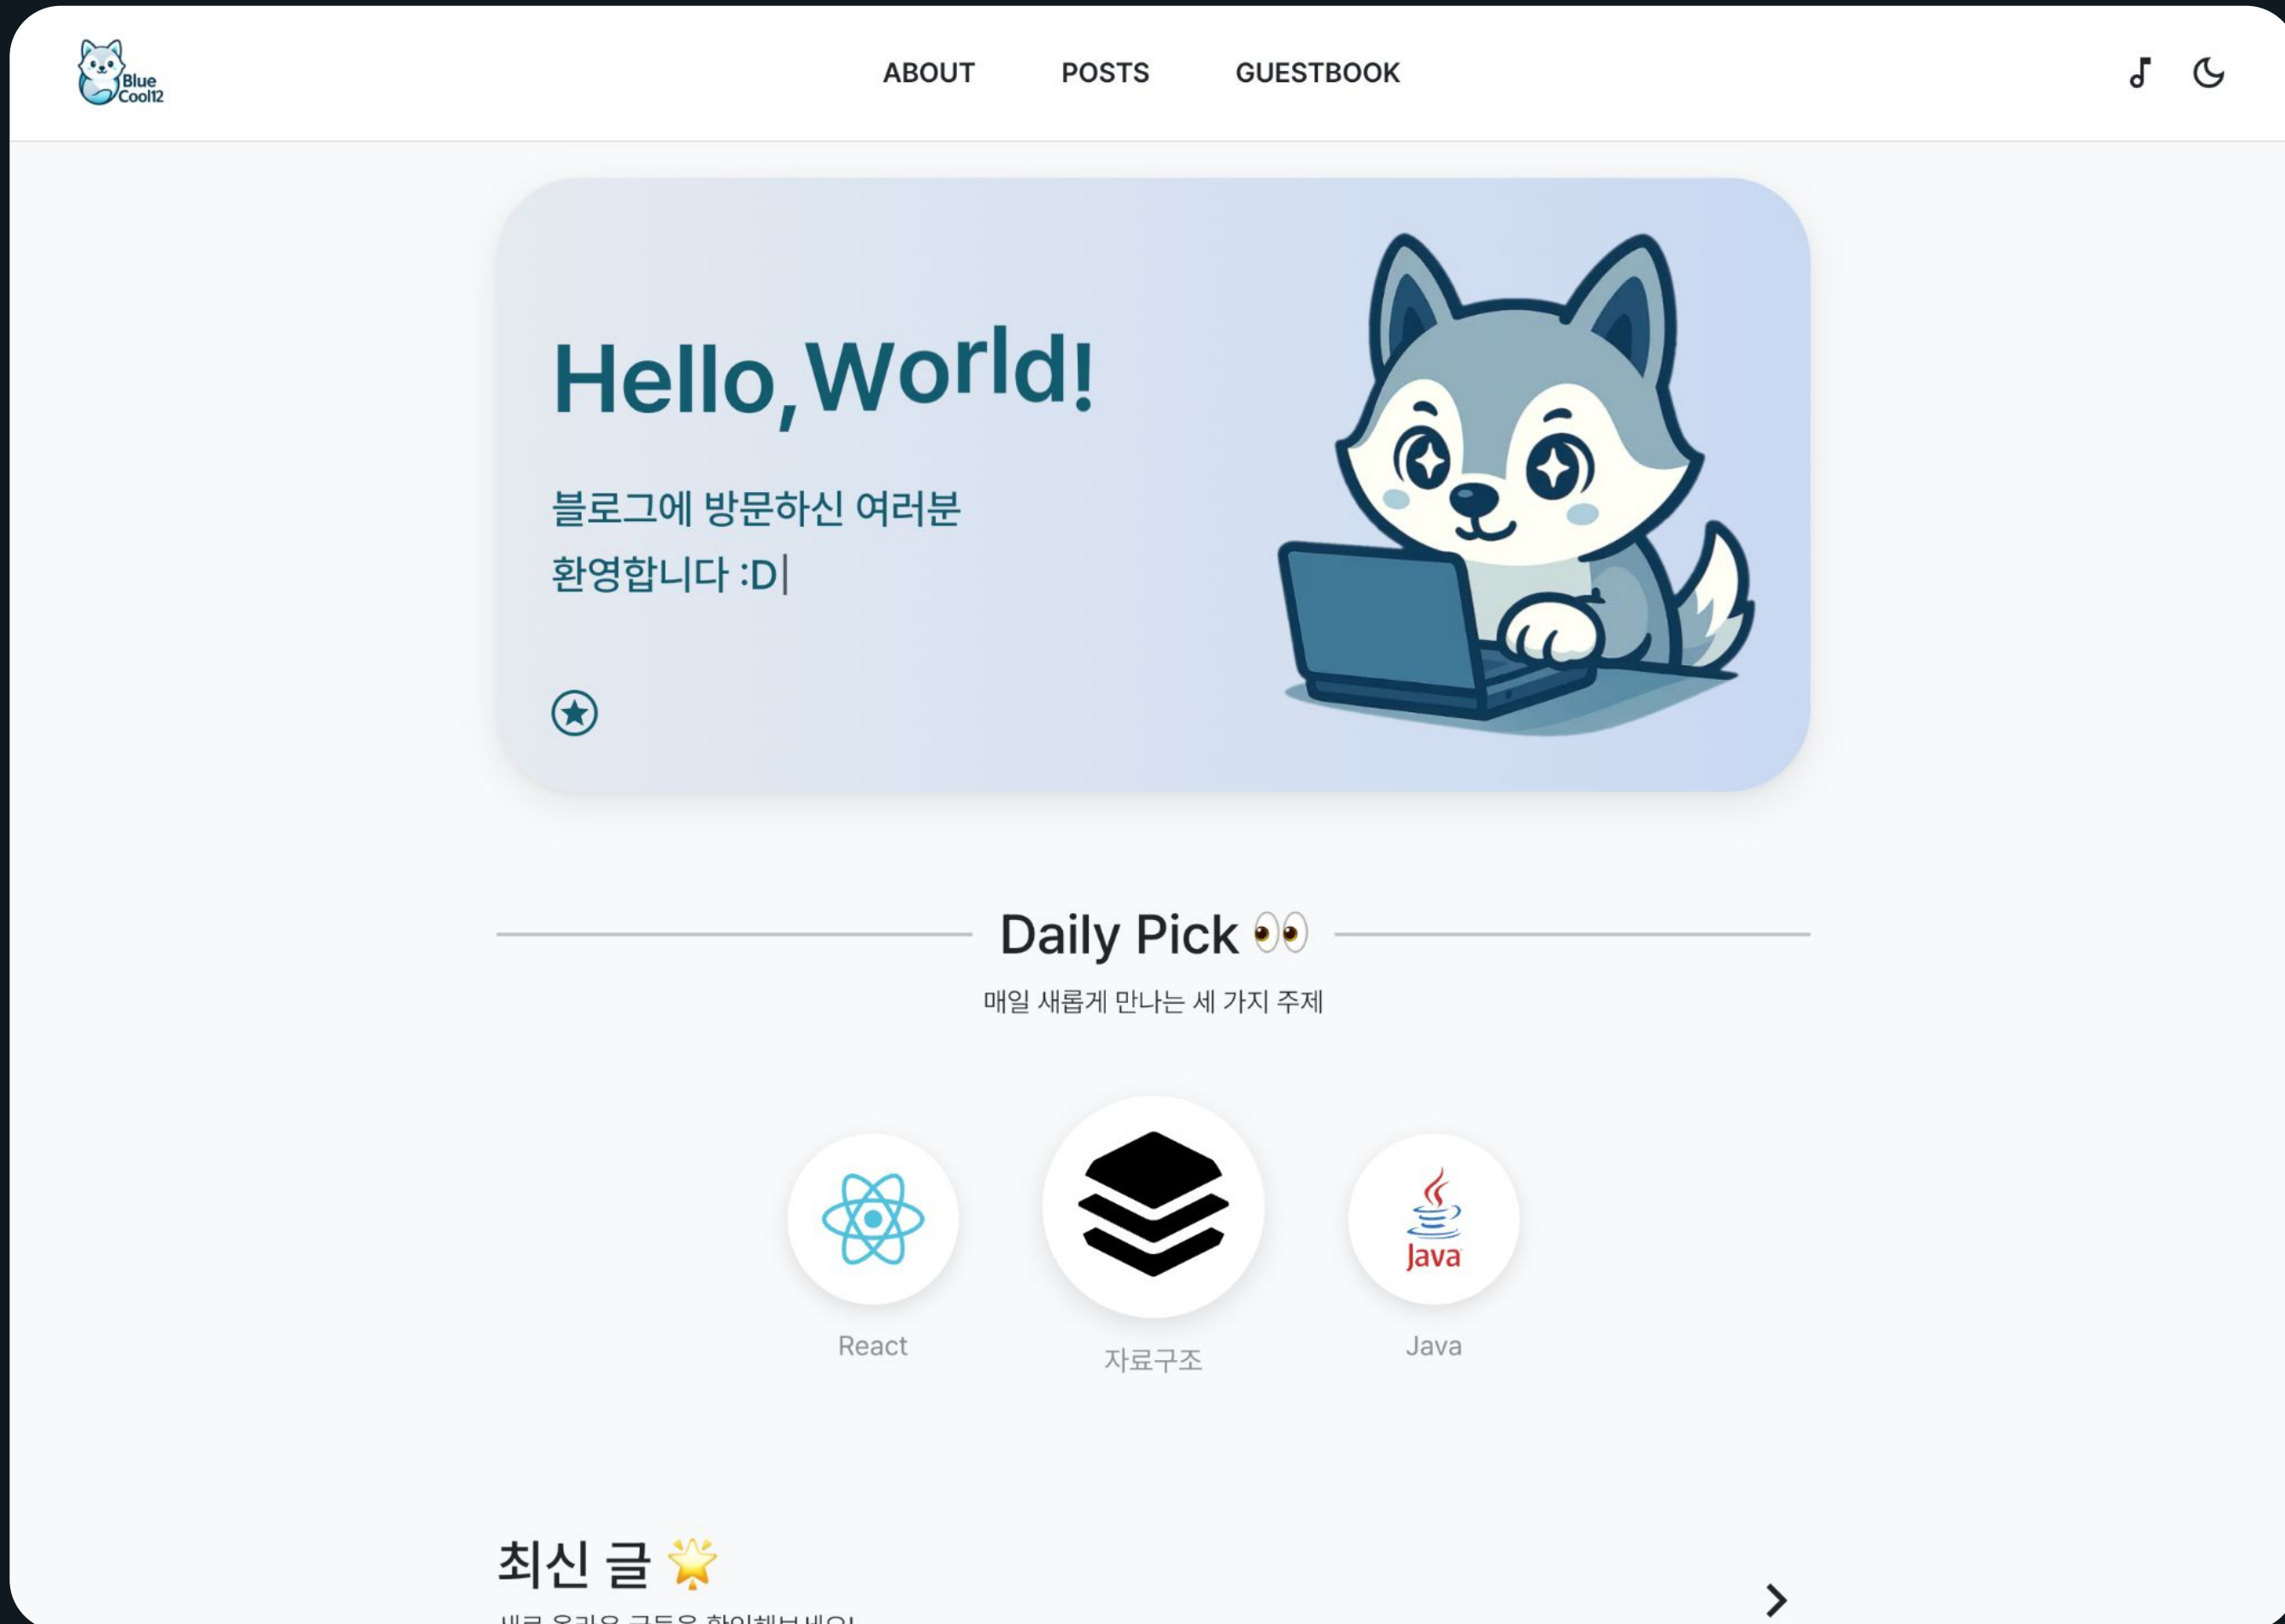 Blue
Cool12
ABOUT
POSTS
GUESTBOOK
Hello, World!
블로그에 방문하신 여러분
환영합니다 :D
Daily Pick 👀
매일 새롭게 만나는 세 가지 주제
Java
React
자료구조
Java
최신 글 🌟